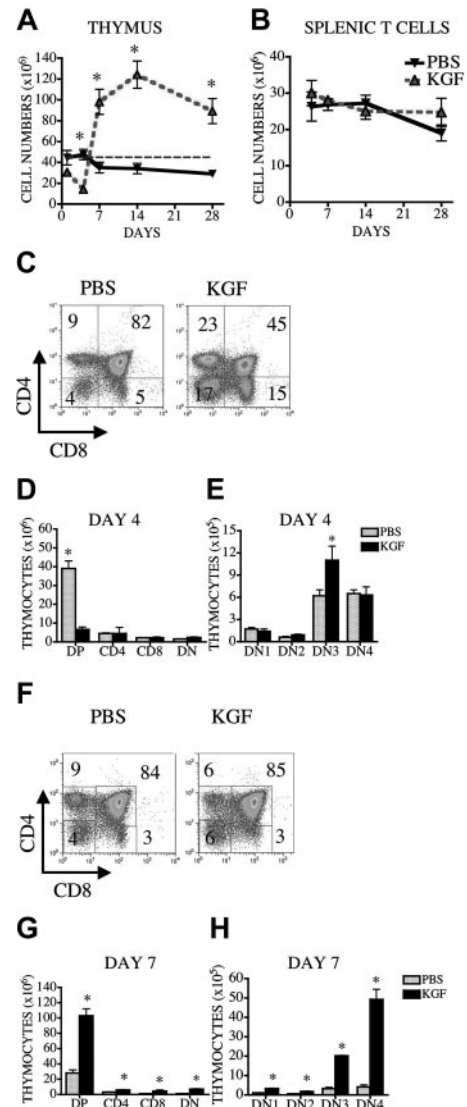 A THYMUS
B SPLENIC T CELLS
PBS
KGF
CELL NUMBERS (x10⁶)
140
120
100
80
60
40
20
0
0 7 14 21 28
DAYS
* * * *
CELL NUMBERS (x10⁶)
40
30
20
10
0
0 7 14 21 28
DAYS
C
PBS KGF
9 82 23 45
4 5 17 15
CD4
CD8
D DAY 4
E DAY 4
PBS
KGF
THYMOCYTES (x10⁶)
60
50
40
30
20
10
0
*
DP CD4 CD8 DN
THYMOCYTES (x10⁵)
15
12
9
6
3
0
*
DN1 DN2 DN3 DN4
F
PBS KGF
9 84 6 85
4 3 6 3
CD4
CD8
G DAY 7
H DAY 7
PBS
KGF
THYMOCYTES (x10⁶)
140
120
100
80
60
40
20
0
* * * *
DP CD4 CD8 DN
THYMOCYTES (x10⁵)
60
50
40
30
20
10
0
* * * *
DN1 DN2 DN3 DN4